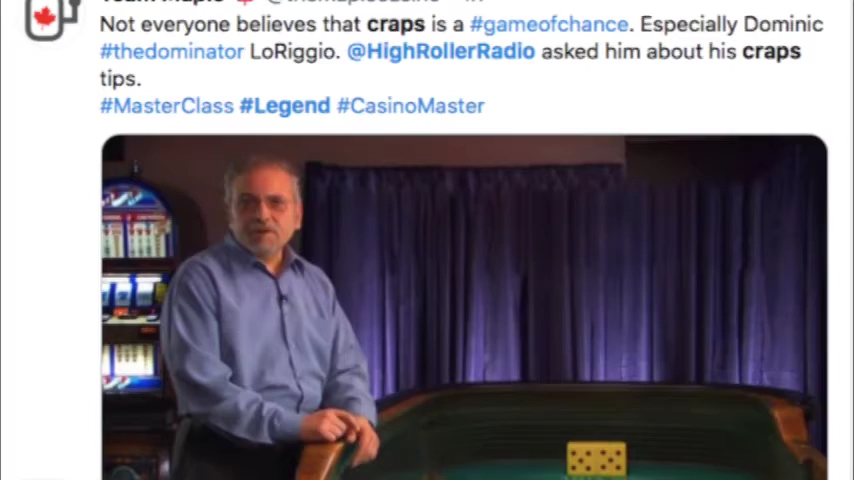 Not everyone believes that craps is a #gameofchance. Especially Dominic
#thedominator LoRiggio. @HighRollerRadio asked him about his craps
tips.
#MasterClass #Legend #CasinoMaster